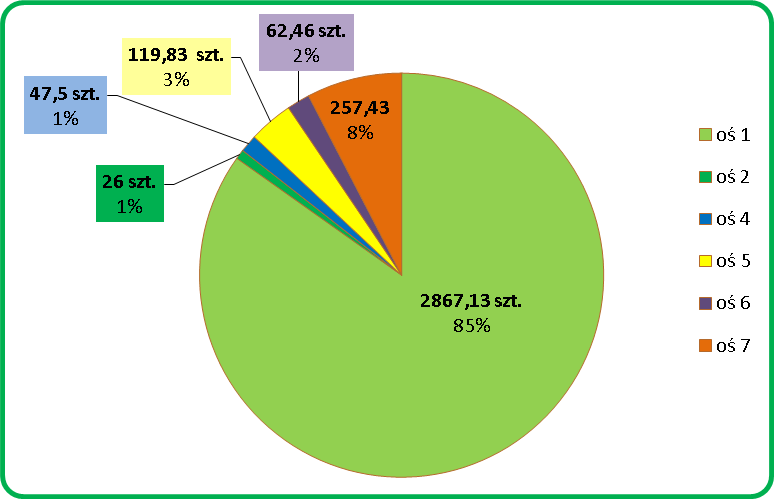 62,46 szt.
2%
119,83 szt.
3%
47,5 szt.
1%
26 szt.
1%
257,43
8%
2867,13 szt.
85%
oś 1
oś 2
oś 4
oś 5
oś 6
oś 7